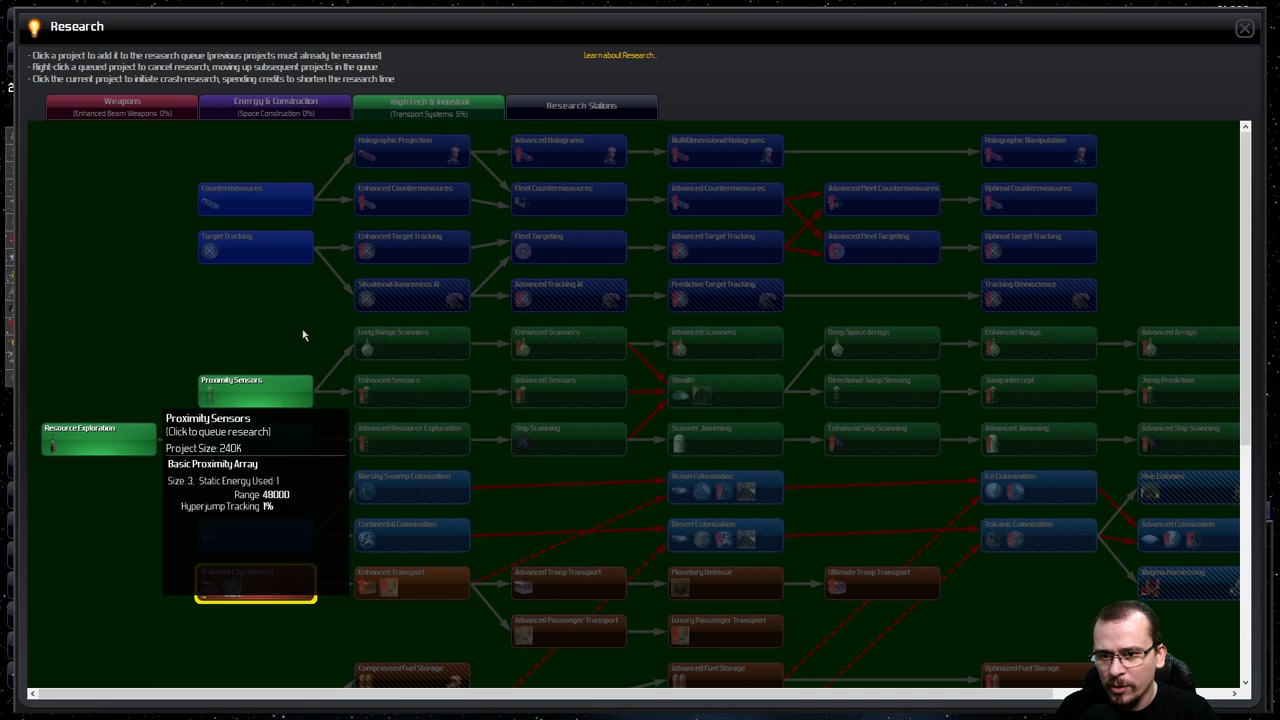 Research
- Click a project to add it to the research queue (previous projects must already be researched)
- Right-click a queued project to cancel research, moving up subsequent projects in the queue
- Click the current project to initiate crash-research, spending credits to shorten the research time
Learn about Research...
Weapons
(Enhanced Beam Weapons 0%)
Energy & Construction
(Space Construction 0%)
High Tech & Industrial
(Transport Systems 5%)
Research Stations
Holographic Projection
Advanced Holograms
MultiDimensional Holograms
Holographic Manipulation
Countermeasures
Enhanced Countermeasures
Fleet Countermeasures
Advanced Countermeasures
Advanced Fleet Countermeasures
Optimal Countermeasures
Target Tracking
Enhanced Target Tracking
Fleet Targeting
Advanced Target Tracking
Advanced Fleet Targeting
Optimal Target Tracking
Situational Awareness AI
Advanced Tracking AI
Predictive Target Tracking
Tracking Omniscience
Long Range Scanners
Enhanced Scanners
Advanced Scanners
Deep Space Arrays
Enhanced Arrays
Advanced Arrays
Proximity Sensors
Enhanced Sensors
Advanced Sensors
Stealth
Directional Jump Sensing
Jump Intercept
Jump Prediction
Resource Exploration
Advanced Resource Exploration
Ship Scanning
Scanner Jamming
Enhanced Ship Scanning
Advanced Jamming
Advanced Ship Scanning
Proximity Sensors
(Click to queue research)
Project Size: 240K
Basic Proximity Array
Size: 3, Static Energy Used: 1
Range 48000
Hyperjump Tracking 1%
Marshy Swamp Colonization
Ocean Colonization
Ice Colonization
Hive Colonies
Continental Colonization
Desert Colonization
Volcanic Colonization
Advanced Colonization
Enhanced Transport
Advanced Troop Transport
Planetary Defense
Ultimate Troop Transport
Magma Harnessing
Advanced Passenger Transport
Luxury Passenger Transport
Compressed Fuel Storage
Advanced Fuel Storage
Optimized Fuel Storage